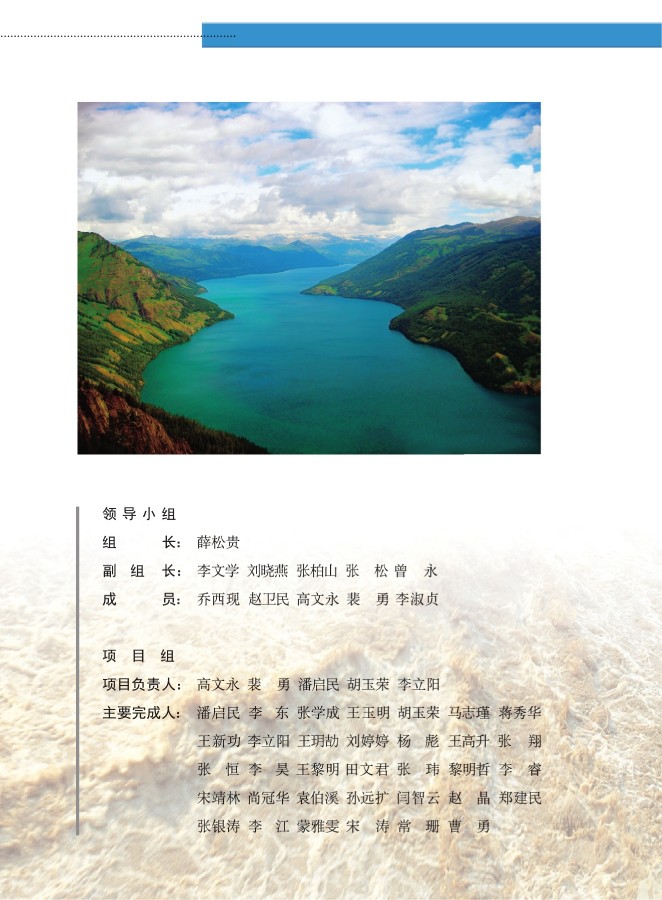 领导小组
组　　长：薛松贵
副 组 长：李文学 刘晓燕 张柏山 张　松 曾　永
成　　员：乔西现 赵卫民 高文永 裴　勇 李淑贞
项 目 组
项目负责人：高文永 裴　勇 潘启民 胡玉荣 李立阳
主要完成人：潘启民 李　东 张学成 王玉明 胡玉荣 马志瑾 蒋秀华
王新功 李立阳 王玥劼 刘婷婷 杨　彪 王高升 张　翔
张　恒 李　昊 王黎明 田文君 张　玮 黎明哲 李　睿
宋靖林 尚冠华 袁伯溪 孙远扩 闫智云 赵　晶 郑建民
张银涛 李　江 蒙雅雯 宋　涛 常　珊 曹　勇